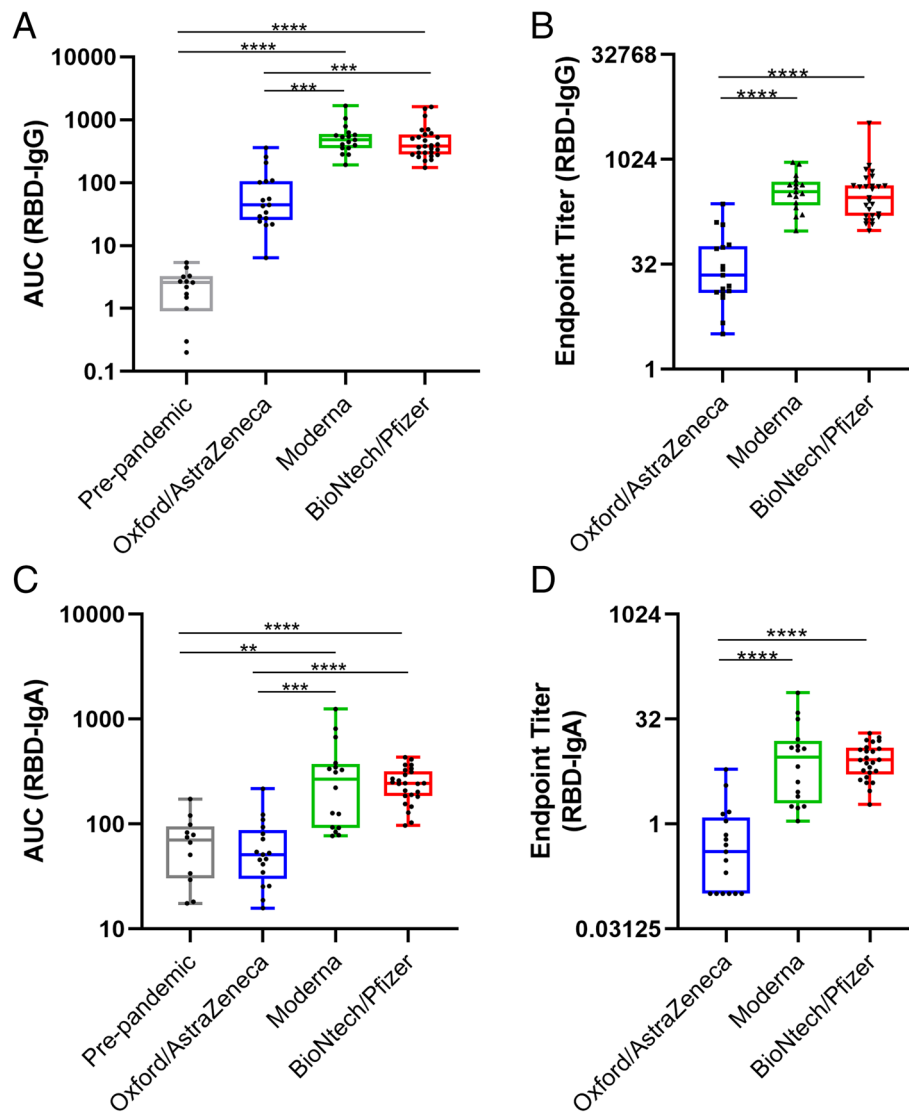 A
AUC (RBD-IgG)
10000
1000
100
10
1
0.1
****
****
***
***
Pre-pandemic
Oxford/AstraZeneca
Moderna
BioNtech/Pfizer
B
Endpoint Titer (RBD-IgG)
32768
1024
32
1
****
****
Oxford/AstraZeneca
Moderna
BioNtech/Pfizer
C
AUC (RBD-IgA)
10000
1000
100
10
****
**
****
***
Pre-pandemic
Oxford/AstraZeneca
Moderna
BioNtech/Pfizer
D
Endpoint Titer
(RBD-IgA)
1024
32
1
0.03125
****
****
Oxford/AstraZeneca
Moderna
BioNtech/Pfizer